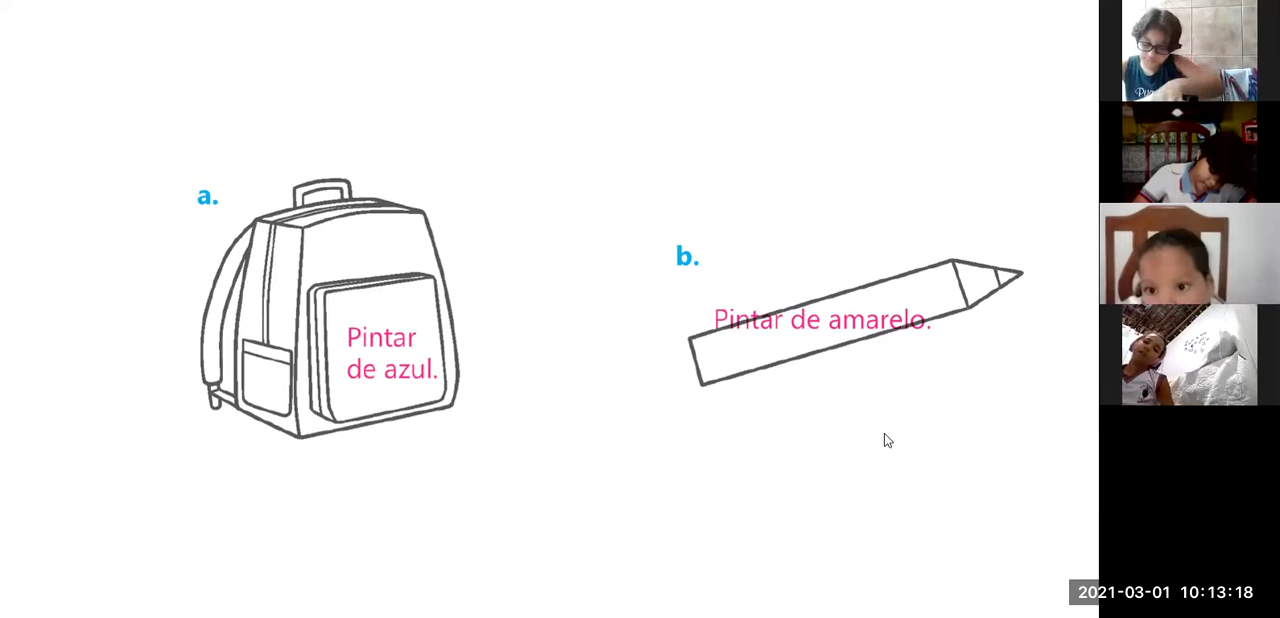 a.
Pintar
de azul.
b.
Pintar de amarelo.
2021-03-01 10:13:18